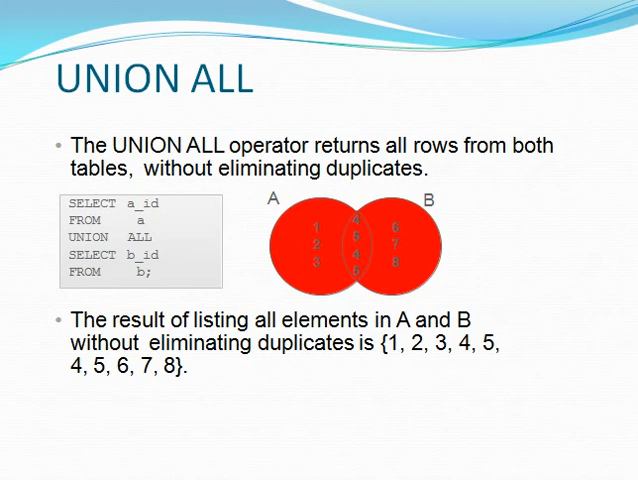 UNION ALL
• The UNION ALL operator returns all rows from both
tables, without eliminating duplicates.
SELECT a_id
FROM a
UNION ALL
SELECT b_id
FROM b;
A
B
1
2
3
4
5
4
5
6
7
8
• The result of listing all elements in A and B
without eliminating duplicates is {1, 2, 3, 4, 5,
4, 5, 6, 7, 8}.